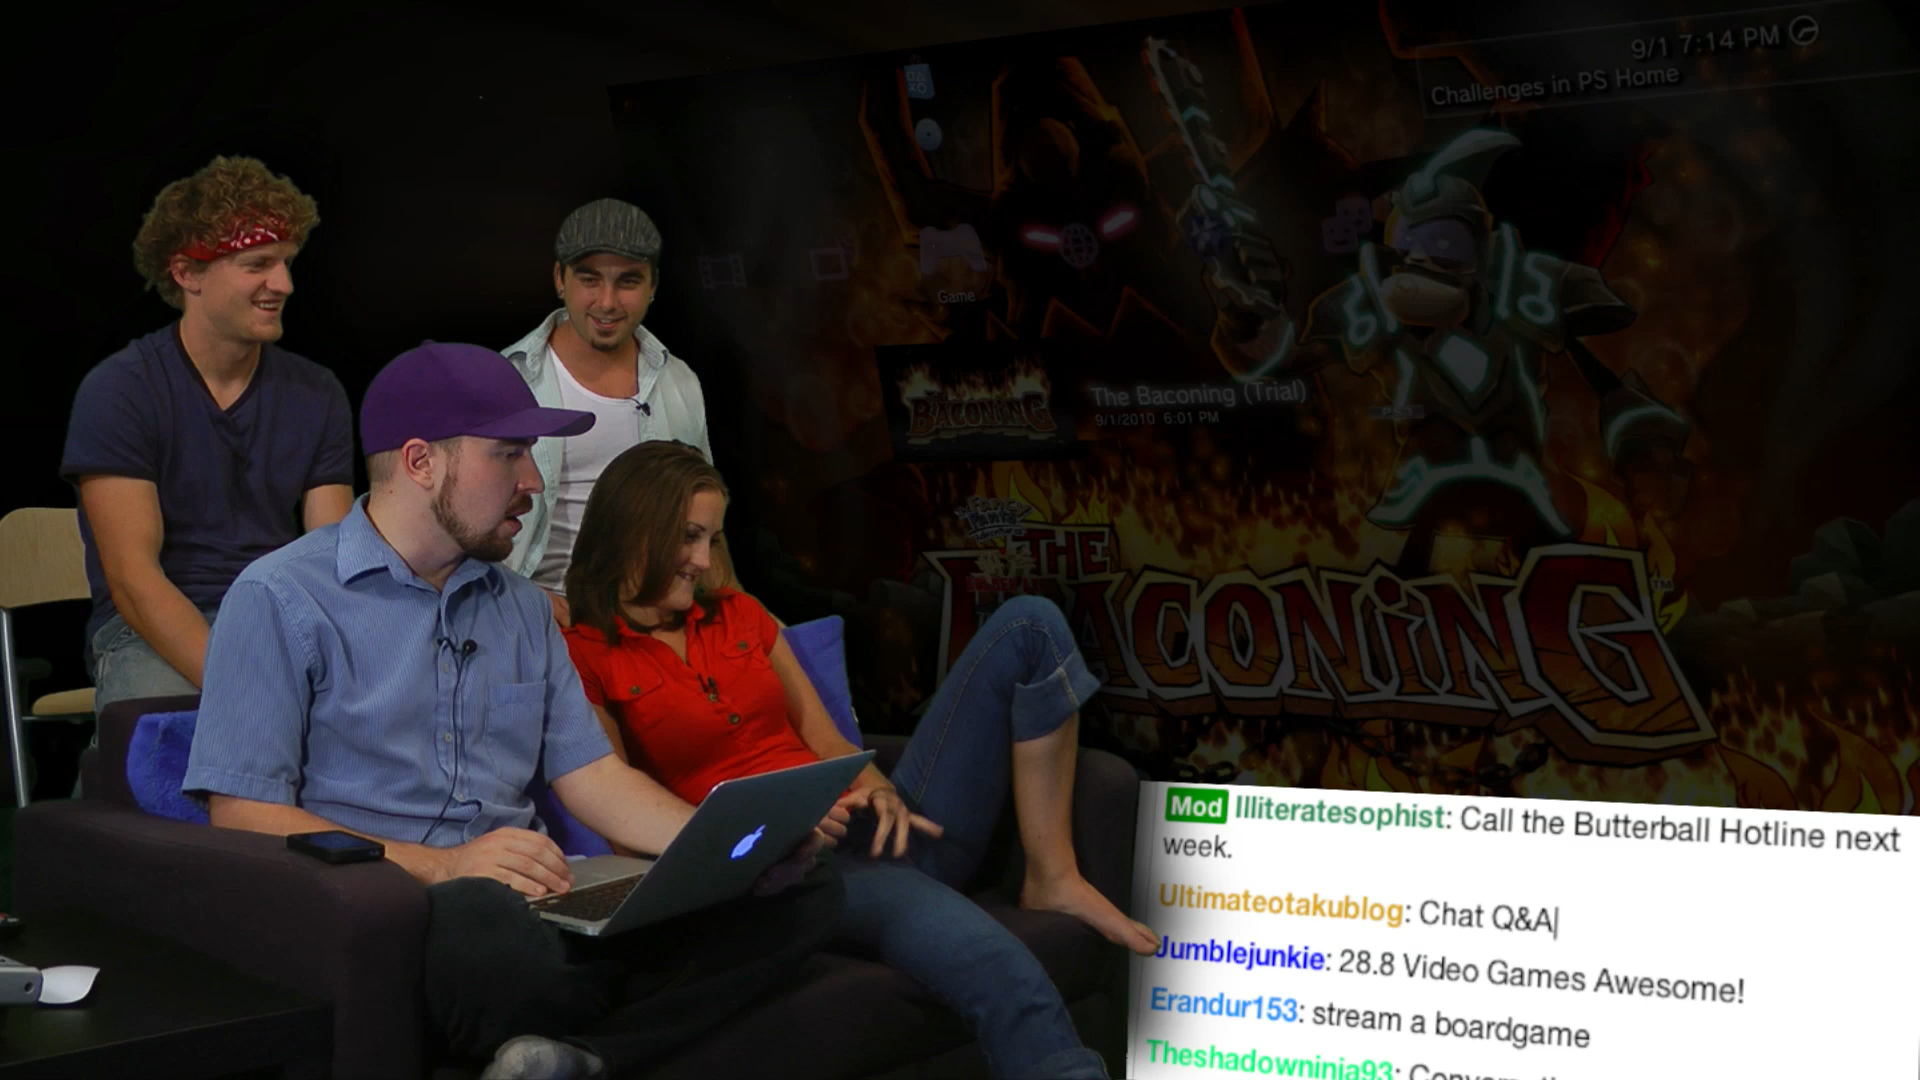 9/1 7:14 PM
Challenges in PS Home
Game
The Baconing (Trial)
9/1/2010 6:01 PM
BACONING
PS3
THE
BACONiNG™
Mod Illiteratesophist: Call the Butterball Hotline next
week.
Ultimateotakublog: Chat Q&A|
Jumblejunkie: 28.8 Video Games Awesome!
Erandur153: stream a boardgame
Theshadowninja93: